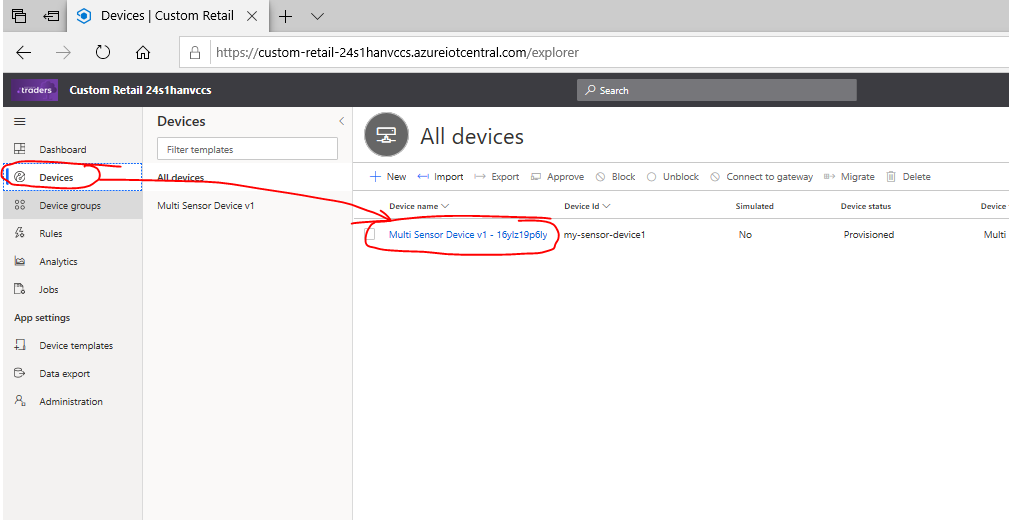 Devices | Custom Retail
https://custom-retail-24s1hanvccs.azureiotcentral.com/explorer
traders Custom Retail 24s1hanvccs Search
Dashboard
Devices
Device groups
Rules
Analytics
Jobs
App settings
Device templates
Data export
Administration
Devices
Filter templates
All devices
Multi Sensor Device v1
All devices
New Import Export Approve Block Unblock Connect to gateway Migrate Delete
Device name Device Id Simulated Device status Device
Multi Sensor Device v1 - 16ylz19p6ly my-sensor-device1 No Provisioned Multi